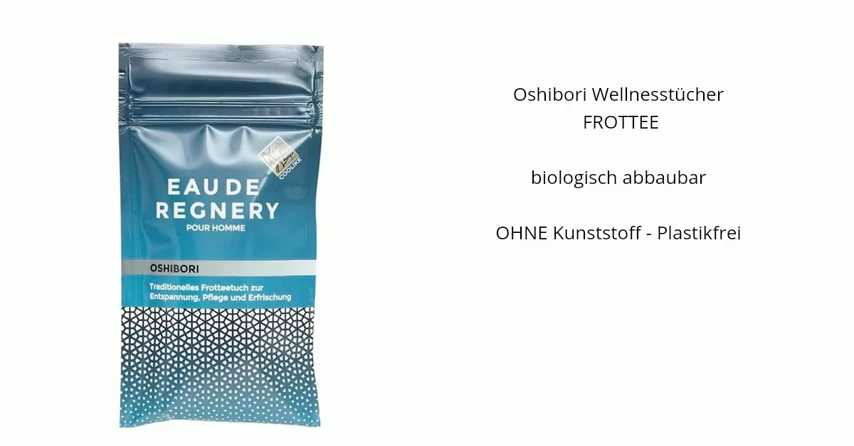 EAU DE
REGNERY
POUR HOMME
OSHIBORI
Traditionelles Frotteetuch zur
Entspannung, Pflege und Erfrischung
Oshibori Wellnesstücher
FROTTEE
biologisch abbaubar
OHNE Kunststoff - Plastikfrei